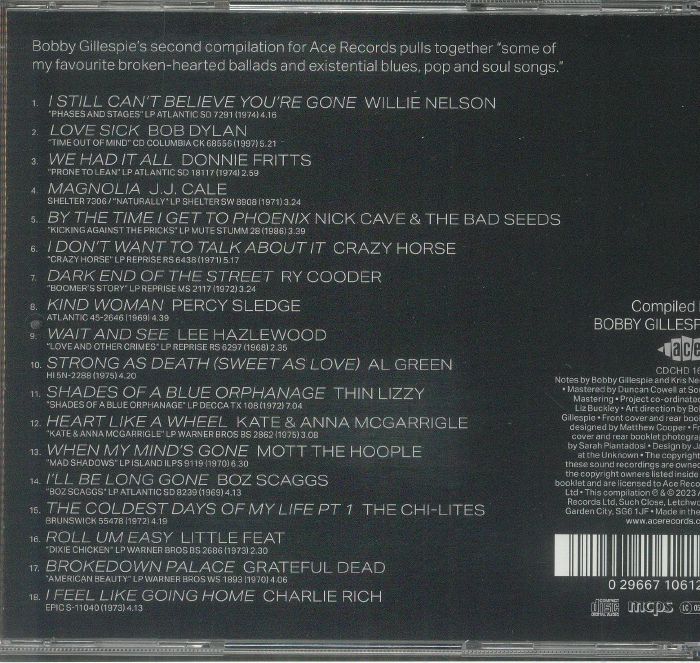 Bobby Gillespie's second compilation for Ace Records pulls together "some of
my favourite broken-hearted ballads and existential blues, pop and soul songs."
1. I STILL CAN'T BELIEVE YOU'RE GONE WILLIE NELSON
"PHASES AND STAGES" LP ATLANTIC SD 7291 (1974) 4.16
2. LOVE SICK BOB DYLAN
"TIME OUT OF MIND" CD COLUMBIA CK 68556 (1997) 5.21
3. WE HAD IT ALL DONNIE FRITTS
"PRONE TO LEAN" LP ATLANTIC SD 18117 (1974) 2.59
4. MAGNOLIA J.J. CALE
SHELTER 7306 / "NATURALLY" LP SHELTER SW 8908 (1971) 3.24
5. BY THE TIME I GET TO PHOENIX NICK CAVE & THE BAD SEEDS
"KICKING AGAINST THE PRICKS" LP MUTE STUMM 28 (1986) 3.39
6. I DON'T WANT TO TALK ABOUT IT CRAZY HORSE
"CRAZY HORSE" LP REPRISE RS 6438 (1971) 5.17
7. DARK END OF THE STREET RY COODER
"BOOMER'S STORY" LP REPRISE MS 2117 (1972) 3.24
8. KIND WOMAN PERCY SLEDGE
ATLANTIC 45-2646 (1969) 4.39
9. WAIT AND SEE LEE HAZLEWOOD
"LOVE AND OTHER CRIMES" LP REPRISE RS 6297 (1968) 2.35
10. STRONG AS DEATH (SWEET AS LOVE) AL GREEN
HI 5N-2288 (1975) 4.20
11. SHADES OF A BLUE ORPHANAGE THIN LIZZY
"SHADES OF A BLUE ORPHANAGE" LP DECCA TX 108 (1972) 7.04
12. HEART LIKE A WHEEL KATE & ANNA MCGARRIGLE
"KATE & ANNA MCGARRIGLE" LP WARNER BROS BS 2862 (1975) 3.08
13. WHEN MY MIND'S GONE MOTT THE HOOPLE
"MAD SHADOWS" LP ISLAND ILPS 9119 (1970) 6.30
14. I'LL BE LONG GONE BOZ SCAGGS
"BOZ SCAGGS" LP ATLANTIC SD 8239 (1969) 4.13
15. THE COLDEST DAYS OF MY LIFE PT 1 THE CHI-LITES
BRUNSWICK 55478 (1972) 4.19
16. ROLL UM EASY LITTLE FEAT
"DIXIE CHICKEN" LP WARNER BROS BS 2686 (1973) 2.30
17. BROKEDOWN PALACE GRATEFUL DEAD
"AMERICAN BEAUTY" LP WARNER BROS WS 1893 (1970) 4.06
18. I FEEL LIKE GOING HOME CHARLIE RICH
EPIC S-11040 (1973) 4.13
Compiled
BOBBY GILLESP
ace
CDCHD 16
Notes by Bobby Gillespie and Kris Ne
• Mastered by Duncan Cowell at So
Mastering • Project co-ordinated
Liz Buckley • Art direction by Bo
Gillespie • Front cover and rear boo
designed by Matthew Cooper • Fr
cover and rear booklet photograp
by Sarah Piantadosi • Design by Ja
at the Unknown • The copyright
these sound recordings are owne
the copyright owners listed inside
booklet and are licensed to Ace Rec
Ltd • This compilation ℗ & © 2023
Records Ltd, Such Close, Letchw
Garden City, SG6 1JF • Made in the
www.acerecords.c
0 29667 10612
COMPACT disc DIGITAL AUDIO mcps LC